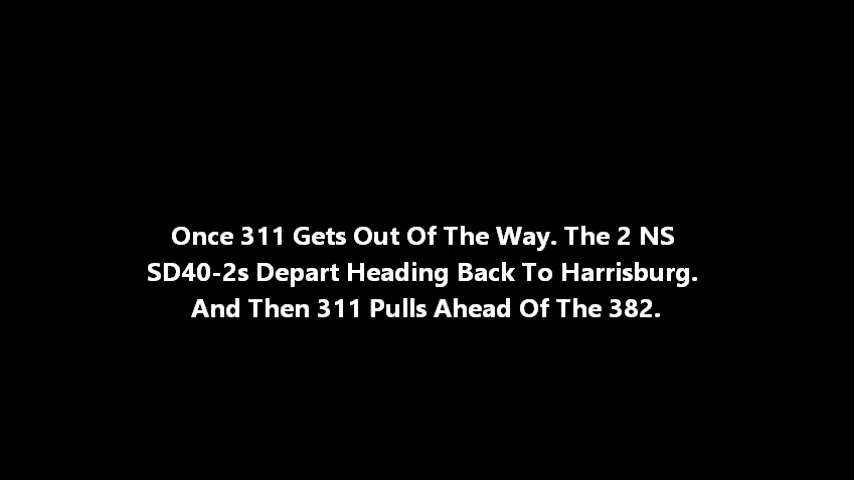 Once 311 Gets Out Of The Way. The 2 NS
SD40-2s Depart Heading Back To Harrisburg.
And Then 311 Pulls Ahead Of The 382.